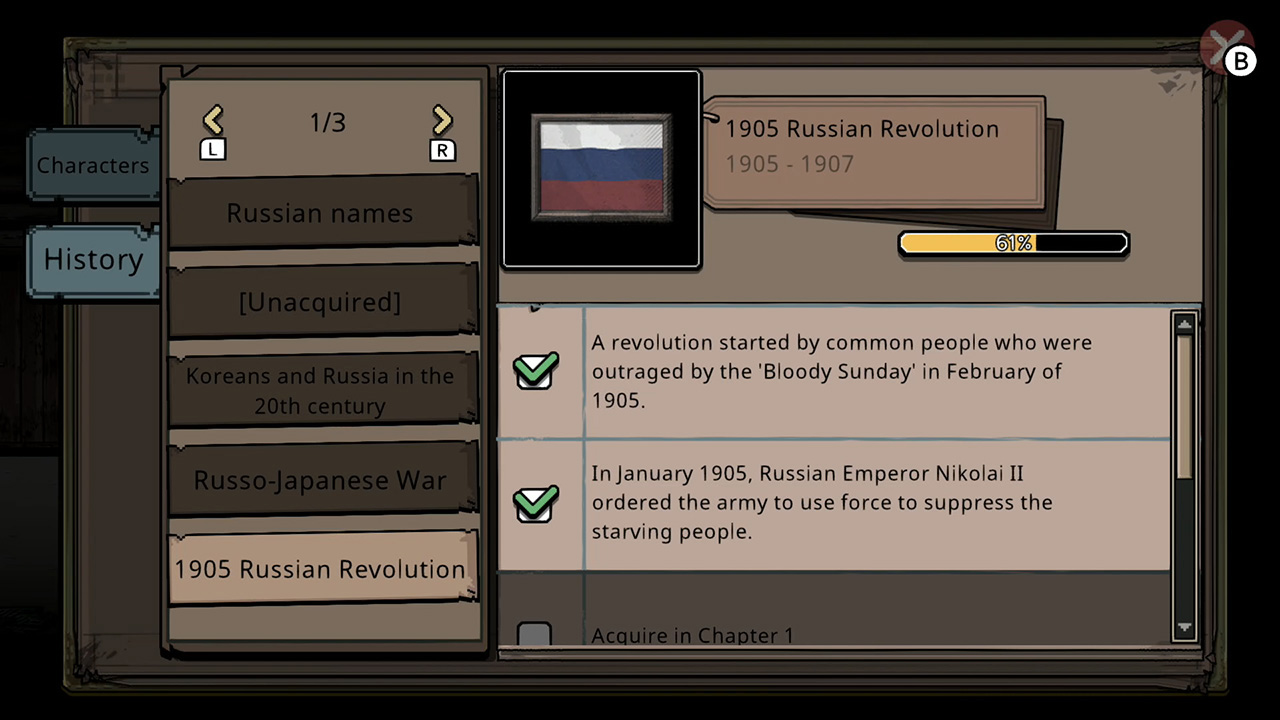 B
1/3
L
R
Characters
History
Russian names
[Unacquired]
Koreans and Russia in the
20th century
Russo-Japanese War
1905 Russian Revolution
1905 Russian Revolution
1905 - 1907
61%
A revolution started by common people who were
outraged by the 'Bloody Sunday' in February of
1905.
In January 1905, Russian Emperor Nikolai II
ordered the army to use force to suppress the
starving people.
Acquire in Chapter 1